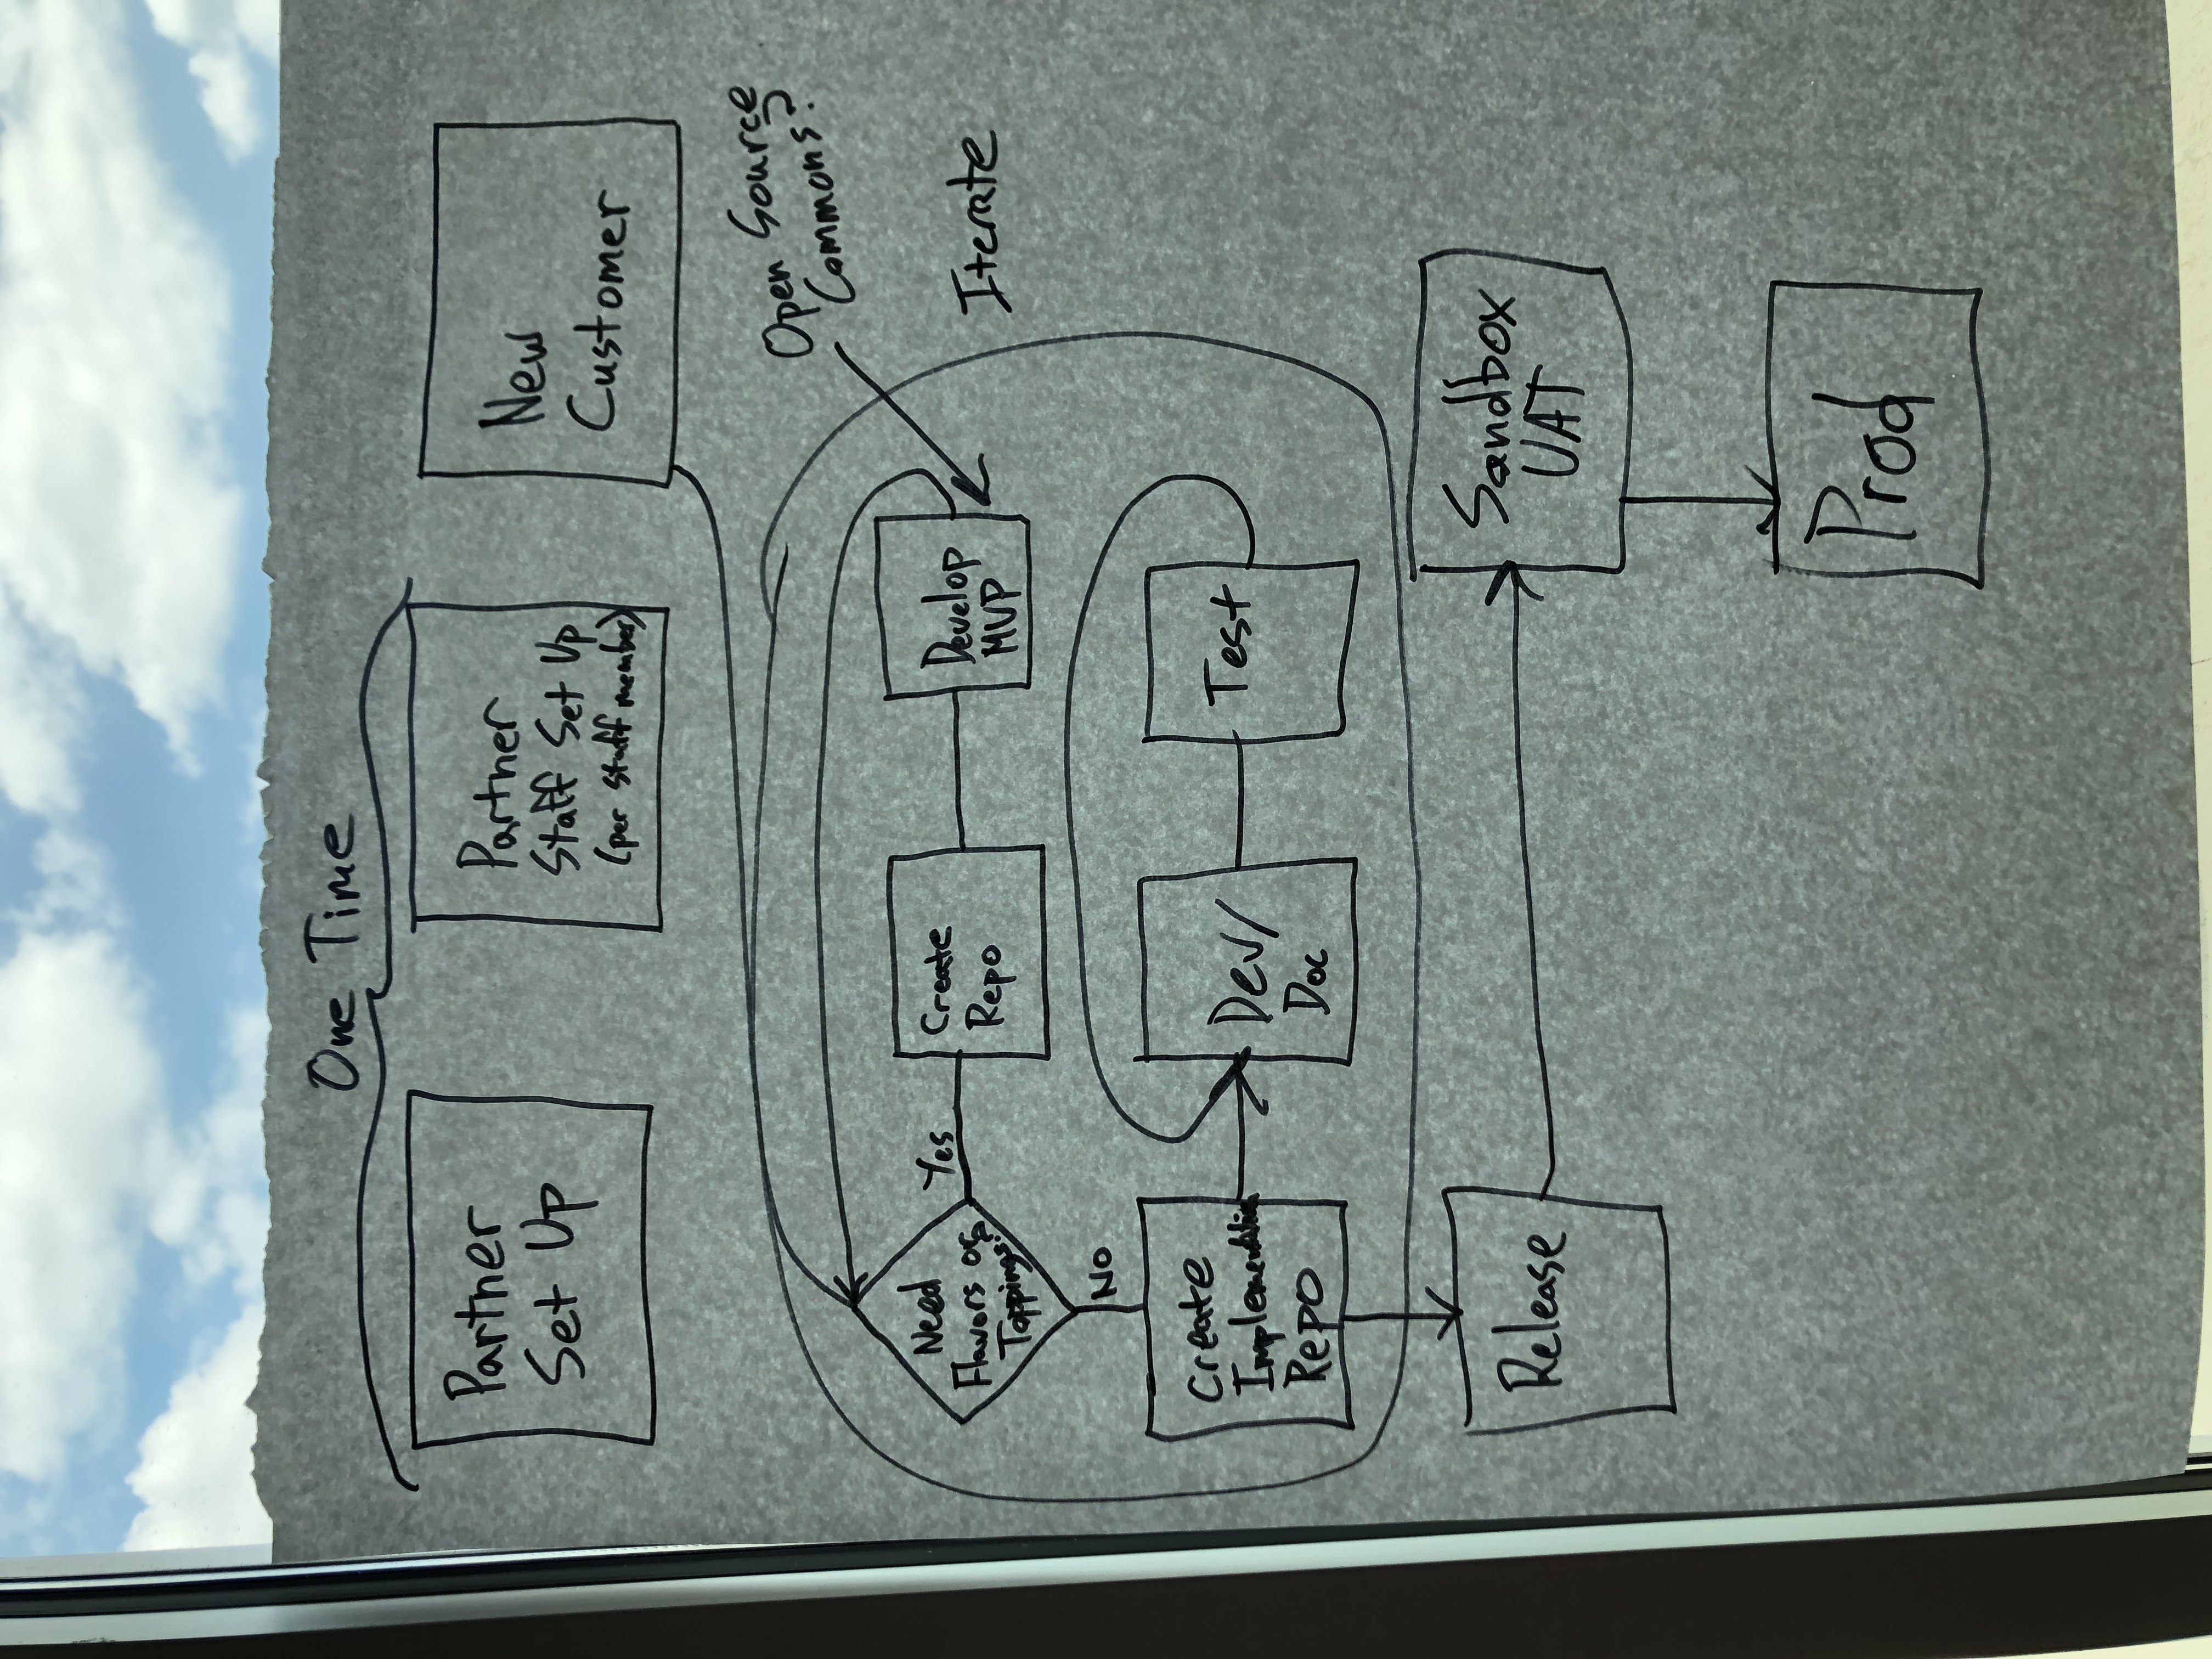 One Time
Partner
Set Up
Partner
Staff Set Up
(per staff member)
New
Customer
Open Source
Commons?
Need
Flavors or
Toppings?
Yes
Create
Repo
Develop
MVP
Iterate
No
Create
Implementation
Repo
Dev/
Doc
Test
Release
Sandbox
UAT
Prod